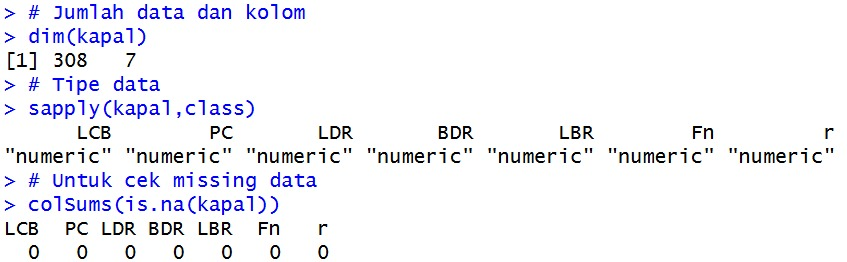 > # Jumlah data dan kolom
> dim(kapal)
[1] 308   7
> # Tipe data
> sapply(kapal,class)
      LCB        PC       LDR       BDR       LBR        Fn         r
"numeric" "numeric" "numeric" "numeric" "numeric" "numeric" "numeric"
> # Untuk cek missing data
> colSums(is.na(kapal))
LCB  PC LDR BDR LBR  Fn   r
  0   0   0   0   0   0   0